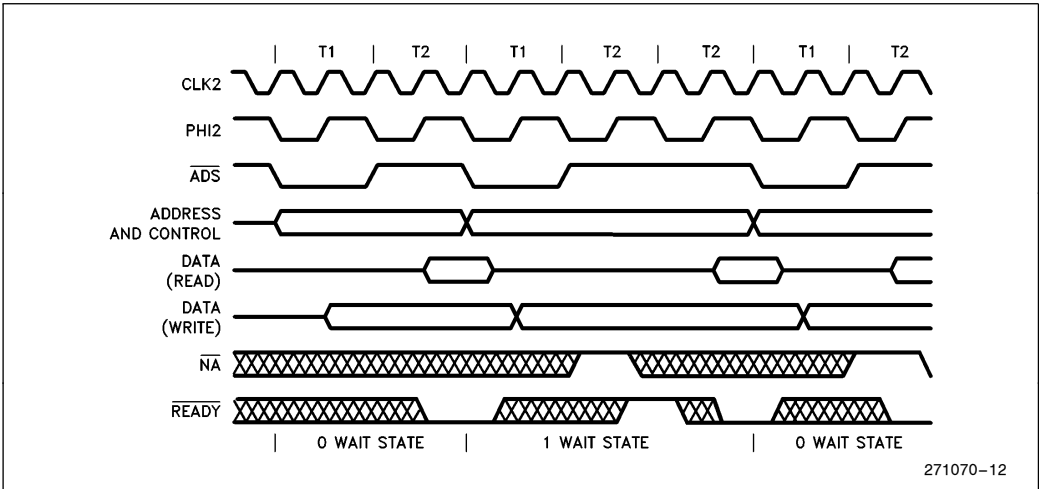 | T1 | T2 | T1 | T2 | T2 | T1 | T2
CLK2
PHI2
ADS
ADDRESS
AND CONTROL
DATA
(READ)
DATA
(WRITE)
NA
READY
| 0 WAIT STATE | 1 WAIT STATE | 0 WAIT STATE
271070-12